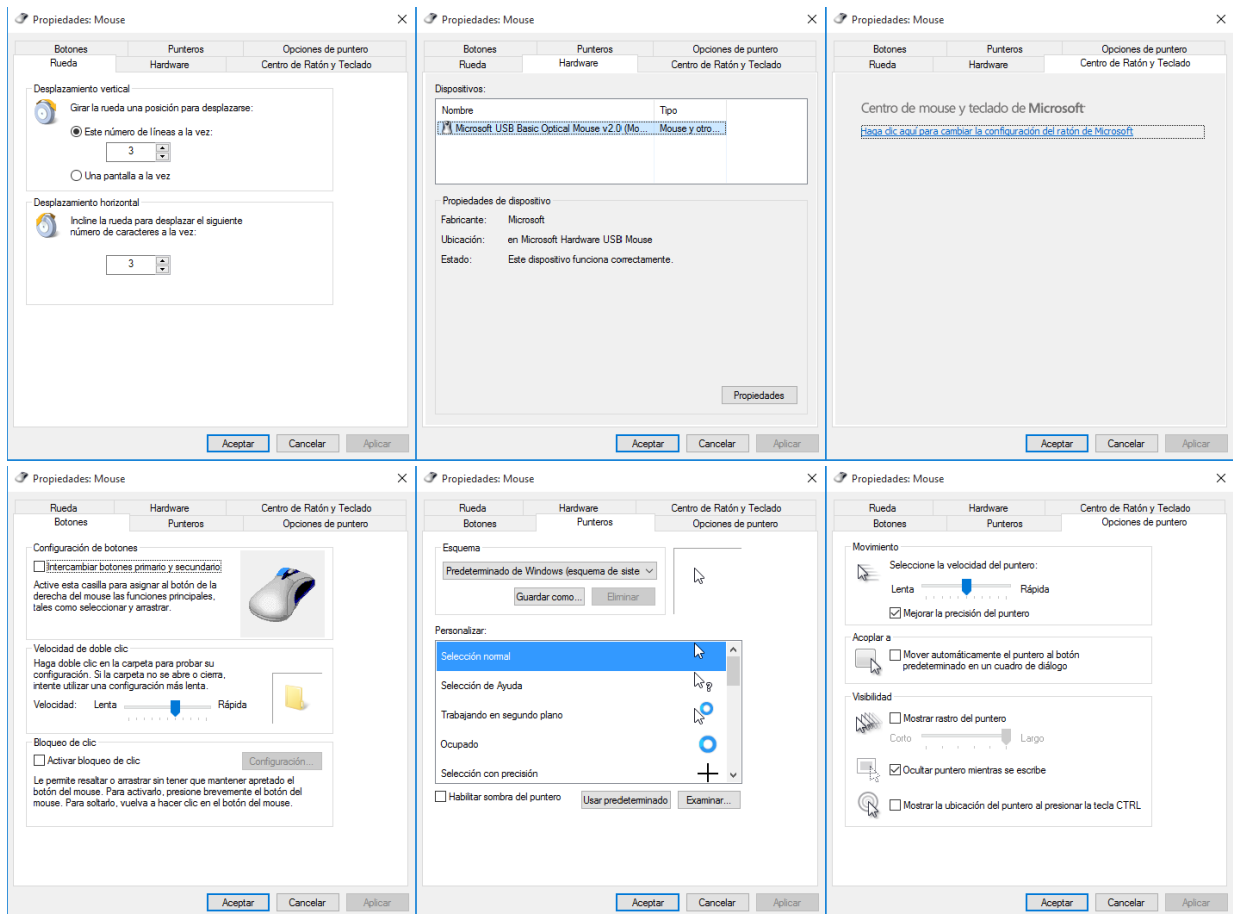 Propiedades: Mouse
Botones Punteros Opciones de puntero
Rueda Hardware Centro de Ratón y Teclado
Desplazamiento vertical
Girar la rueda una posición para desplazarse:
Este número de líneas a la vez:
3
Una pantalla a la vez
Desplazamiento horizontal
Incline la rueda para desplazar el siguiente
número de caracteres a la vez:
3
Aceptar Cancelar Aplicar
Propiedades: Mouse
Botones Punteros Opciones de puntero
Rueda Hardware Centro de Ratón y Teclado
Dispositivos:
Nombre Tipo
Microsoft USB Basic Optical Mouse v2.0 (Mo... Mouse y otro...
Propiedades de dispositivo
Fabricante: Microsoft
Ubicación: en Microsoft Hardware USB Mouse
Estado: Este dispositivo funciona correctamente.
Propiedades
Aceptar Cancelar Aplicar
Propiedades: Mouse
Botones Punteros Opciones de puntero
Rueda Hardware Centro de Ratón y Teclado
Centro de mouse y teclado de Microsoft
Haga clic aquí para cambiar la configuración del ratón de Microsoft
Aceptar Cancelar Aplicar
Propiedades: Mouse
Rueda Hardware Centro de Ratón y Teclado
Botones Punteros Opciones de puntero
Configuración de botones
Intercambiar botones primario y secundario
Active esta casilla para asignar al botón de la
derecha del mouse las funciones principales,
tales como seleccionar y arrastrar.
Velocidad de doble clic
Haga doble clic en la carpeta para probar su
configuración. Si la carpeta no se abre o cierra,
intente utilizar una configuración más lenta.
Velocidad: Lenta Rápida
Bloqueo de clic
Activar bloqueo de clic Configuración...
Le permite resaltar o arrastrar sin tener que mantener apretado el
botón del mouse. Para activarlo, presione brevemente el botón del
mouse. Para soltarlo, vuelva a hacer clic en el botón del mouse.
Aceptar Cancelar Aplicar
Propiedades: Mouse
Rueda Hardware Centro de Ratón y Teclado
Botones Punteros Opciones de puntero
Esquema
Predeterminado de Windows (esquema de siste
Guardar como... Eliminar
Personalizar:
Selección normal
Selección de Ayuda
Trabajando en segundo plano
Ocupado
Selección con precisión
Habilitar sombra del puntero Usar predeterminado Examinar...
Aceptar Cancelar Aplicar
Propiedades: Mouse
Rueda Hardware Centro de Ratón y Teclado
Botones Punteros Opciones de puntero
Movimiento
Seleccione la velocidad del puntero:
Lenta Rápida
Mejorar la precisión del puntero
Acoplar a
Mover automáticamente el puntero al botón
predeterminado en un cuadro de diálogo
Visibilidad
Mostrar rastro del puntero
Corto Largo
Ocultar puntero mientras se escribe
Mostrar la ubicación del puntero al presionar la tecla CTRL
Aceptar Cancelar Aplicar